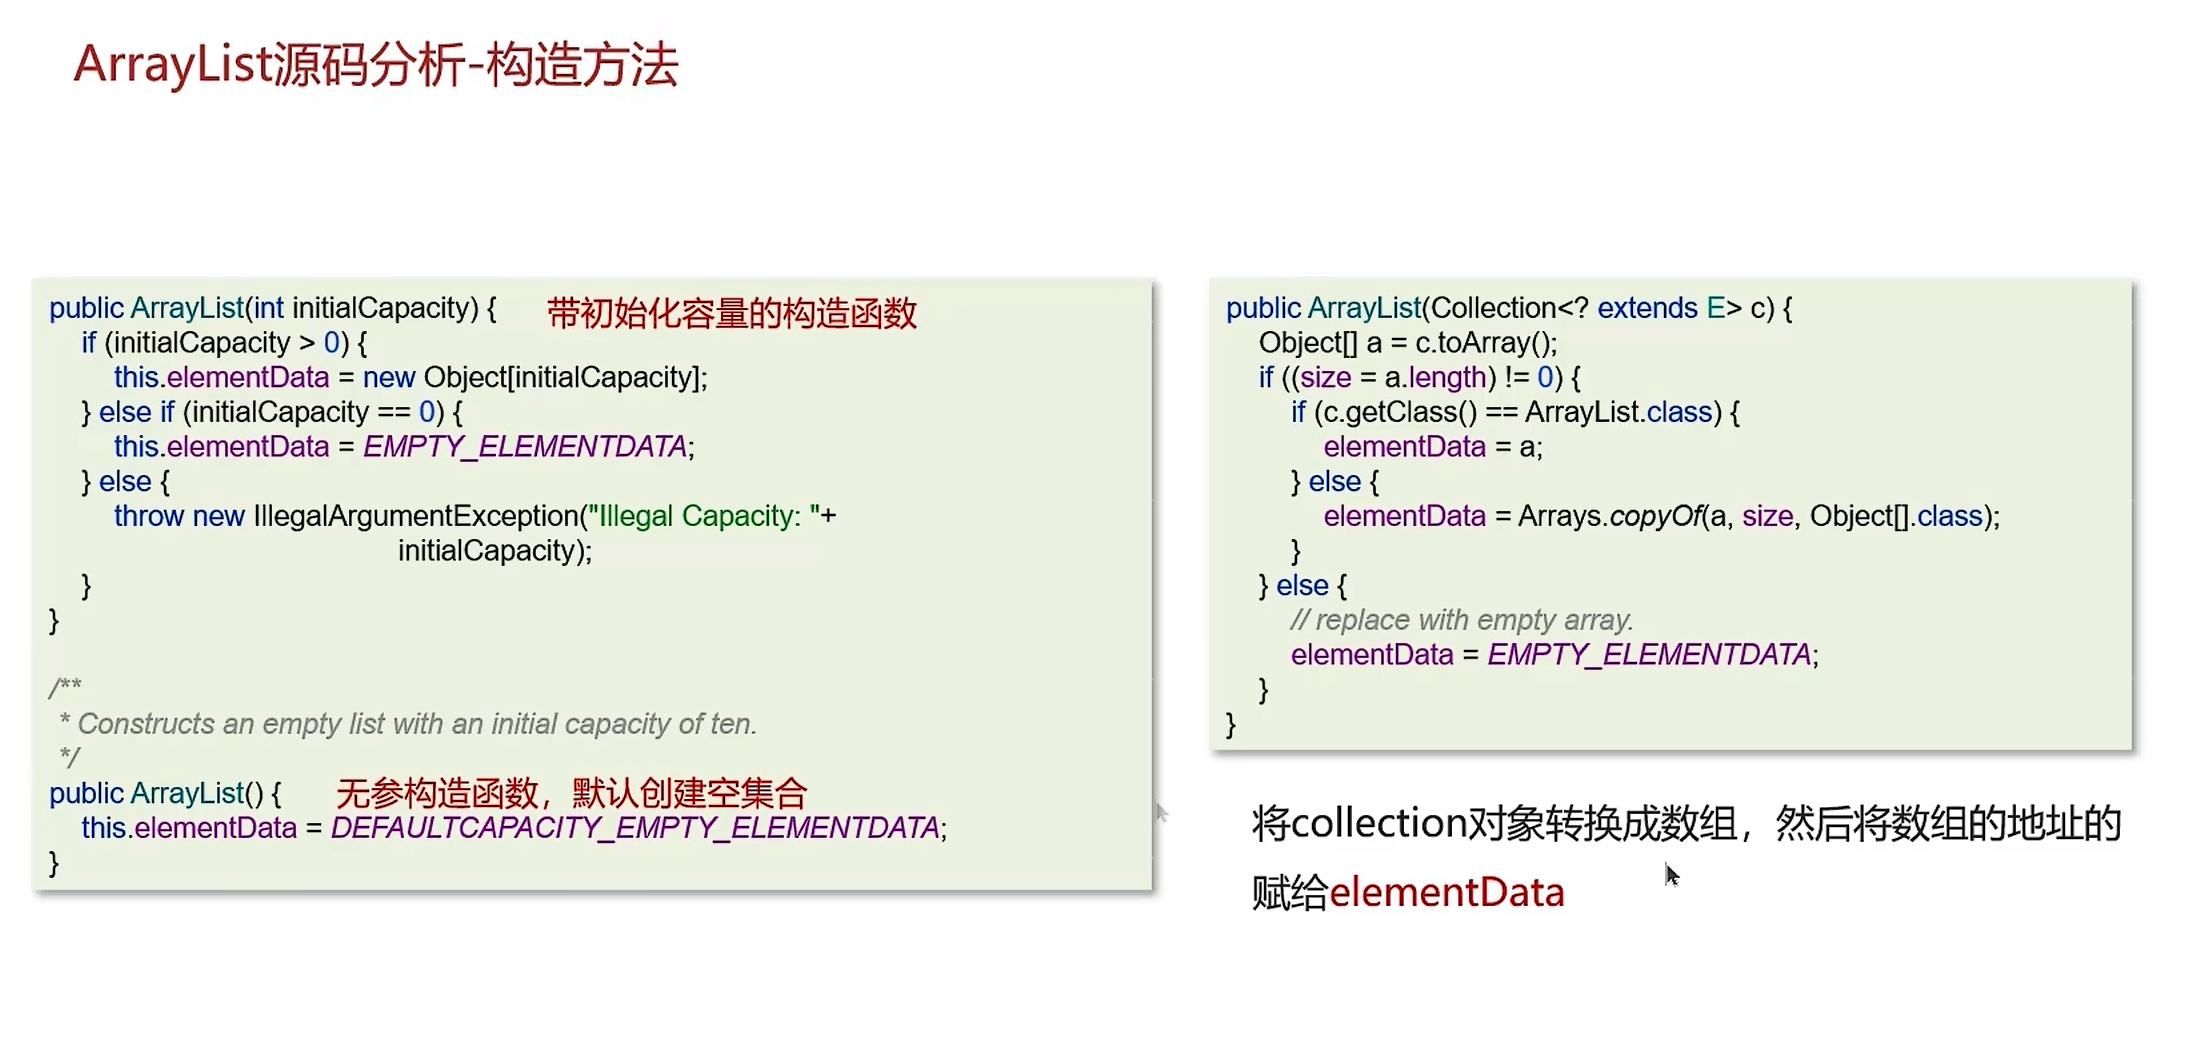 ArrayList源码分析-构造方法
public ArrayList(int initialCapacity) { 带初始化容量的构造函数
if (initialCapacity > 0) {
this.elementData = new Object[initialCapacity];
} else if (initialCapacity == 0) {
this.elementData = EMPTY_ELEMENTDATA;
} else {
throw new IllegalArgumentException("Illegal Capacity: "+
initialCapacity);
}
}
/**
* Constructs an empty list with an initial capacity of ten.
*/
public ArrayList() { 无参构造函数，默认创建空集合
this.elementData = DEFAULTCAPACITY_EMPTY_ELEMENTDATA;
}
public ArrayList(Collection<? extends E> c) {
Object[] a = c.toArray();
if ((size = a.length) != 0) {
if (c.getClass() == ArrayList.class) {
elementData = a;
} else {
elementData = Arrays.copyOf(a, size, Object[].class);
}
} else {
// replace with empty array.
elementData = EMPTY_ELEMENTDATA;
}
}
将collection对象转换成数组，然后将数组的地址的
赋给elementData